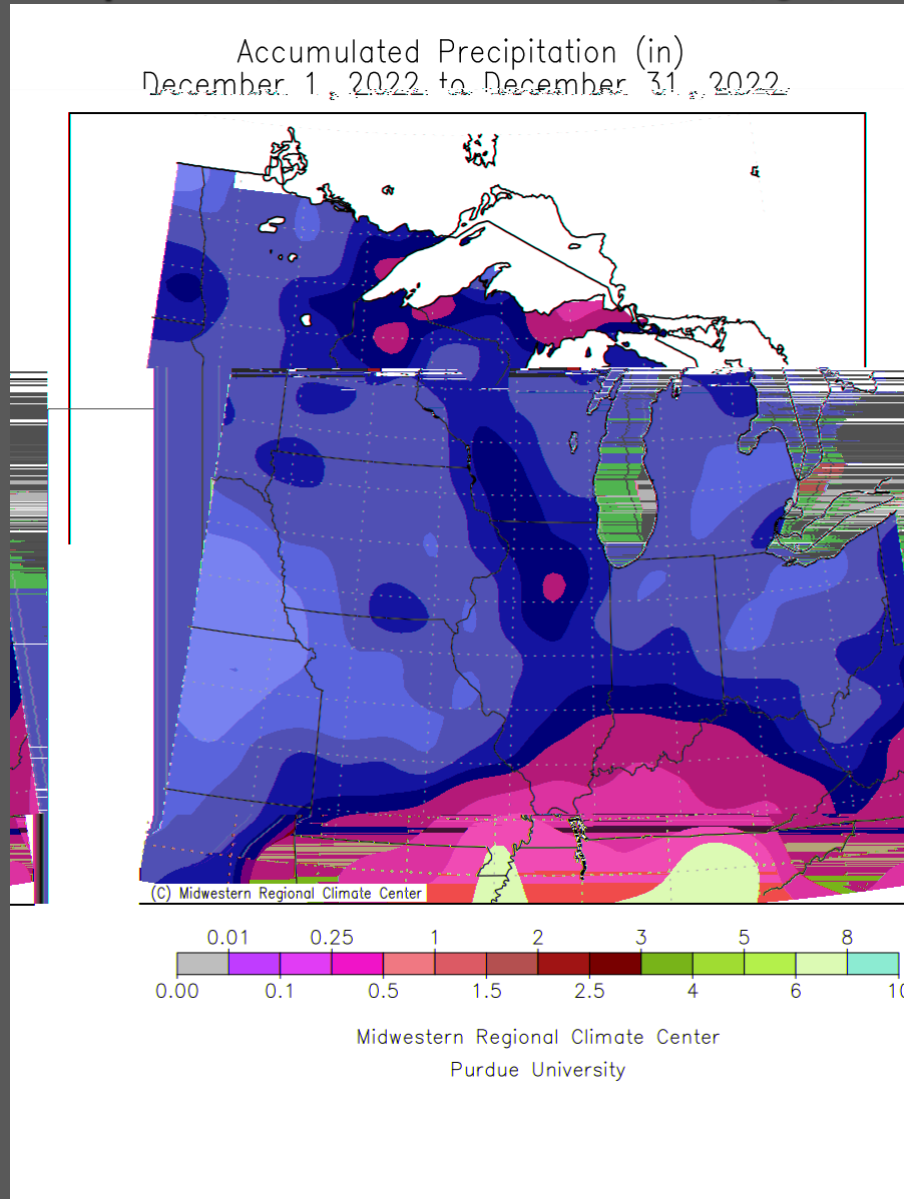 Accumulated Precipitation (in)
December 1, 2022 to December 31, 2022
(C) Midwestern Regional Climate Center
0.01 0.25 1 2 3 5 8
0.00 0.1 0.5 1.5 2.5 4 6 10
Midwestern Regional Climate Center
Purdue University